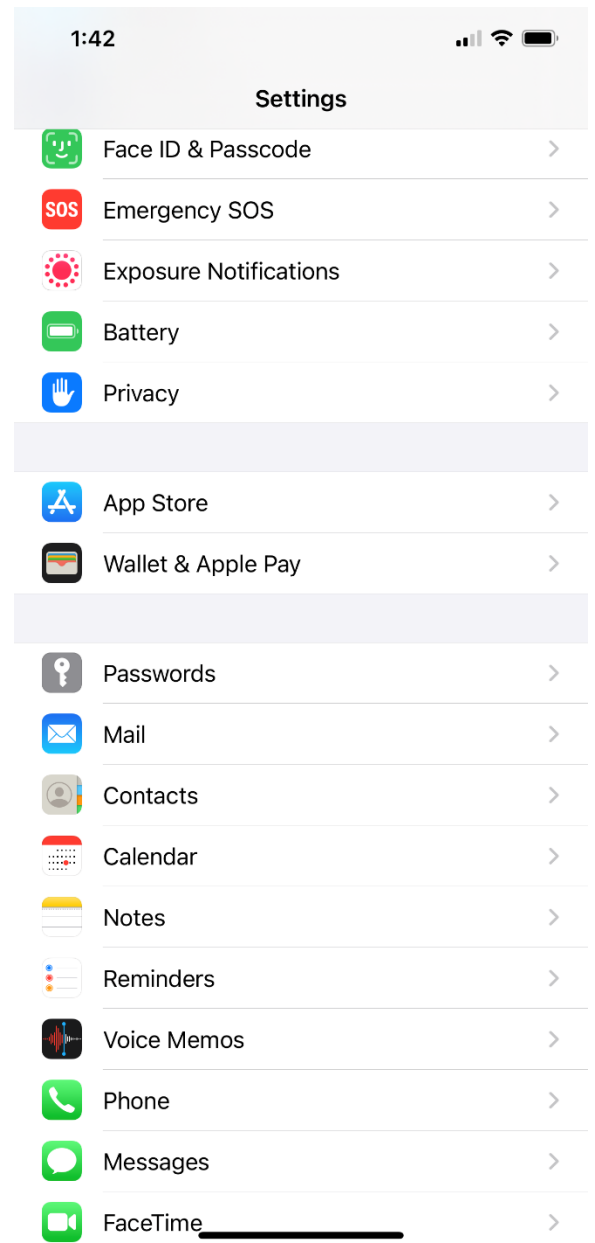 1:42
Settings
Face ID & Passcode
SOS Emergency SOS
Exposure Notifications
Battery
Privacy
App Store
Wallet & Apple Pay
Passwords
Mail
Contacts
Calendar
Notes
Reminders
Voice Memos
Phone
Messages
FaceTime